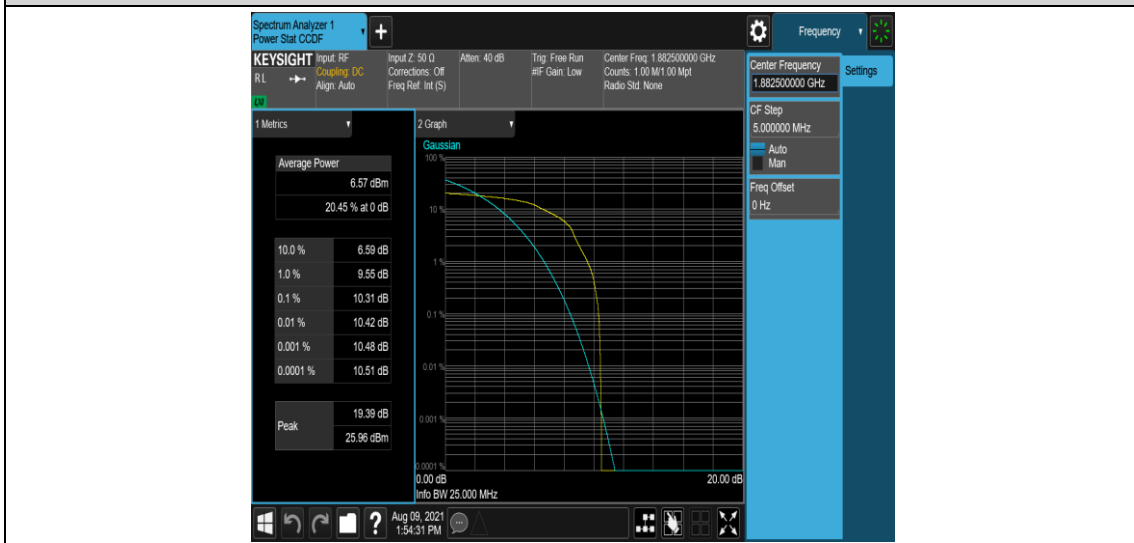 Spectrum Analyzer 1
Power Stat CCDF
Frequency
KEYSIGHT
RL
LXI
Input: RF
Coupling: DC
Align: Auto
Input Z: 50 Ω
Corrections: Off
Freq Ref: Int (S)
Atten: 40 dB
Trig: Free Run
#IF Gain: Low
Center Freq: 1.882500000 GHz
Counts: 1.00 M/1.00 Mpt
Radio Std: None
Center Frequency
1.882500000 GHz
Settings
CF Step
5.000000 MHz
Auto
Man
Freq Offset
0 Hz
1 Metrics
Average Power
6.57 dBm
20.45 % at 0 dB
10.0 % 6.59 dB
1.0 % 9.55 dB
0.1 % 10.31 dB
0.01 % 10.42 dB
0.001 % 10.48 dB
0.0001 % 10.51 dB
Peak 19.39 dB
25.96 dBm
2 Graph
Gaussian
100 %
10 %
1 %
0.1 %
0.01 %
0.001 %
0.0001 %
0.00 dB 20.00 dB
Info BW 25.000 MHz
?
Aug 09, 2021
1:54:31 PM